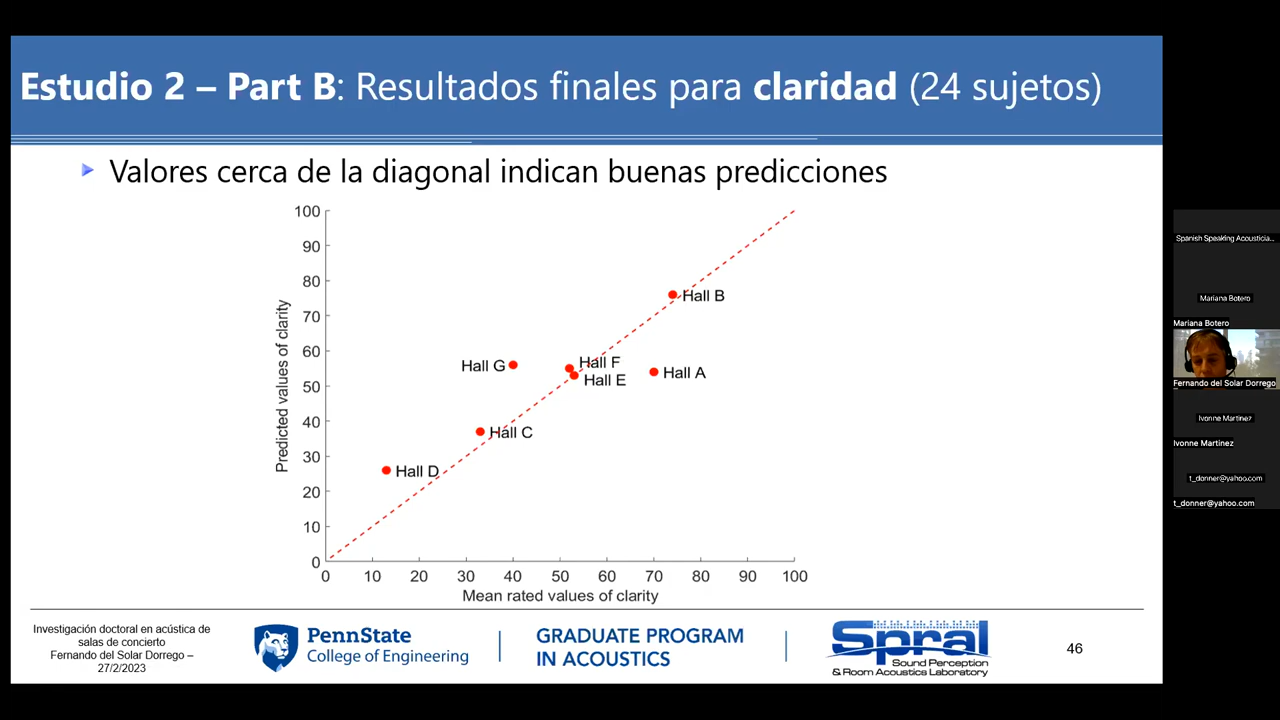 Estudio 2 – Part B: Resultados finales para claridad (24 sujetos)
Valores cerca de la diagonal indican buenas predicciones
100
90
80
70
60
50
40
30
20
10
0
Predicted values of clarity
Hall B
Hall F
Hall G
Hall A
Hall E
Hall C
Hall D
0 10 20 30 40 50 60 70 80 90 100
Mean rated values of clarity
Investigación doctoral en acústica de
salas de concierto
Fernando del Solar Dorrego –
27/2/2023
PennState
College of Engineering
GRADUATE PROGRAM
IN ACOUSTICS
Spral
Sound Perception
& Room Acoustics Laboratory
46
Spanish Speaking Acousticia...
Mariana Botero
Mariana Botero
Fernando del Solar Dorrego
Ivonne Martinez
Ivonne Martinez
t_donner@yahoo.com
t_donner@yahoo.com